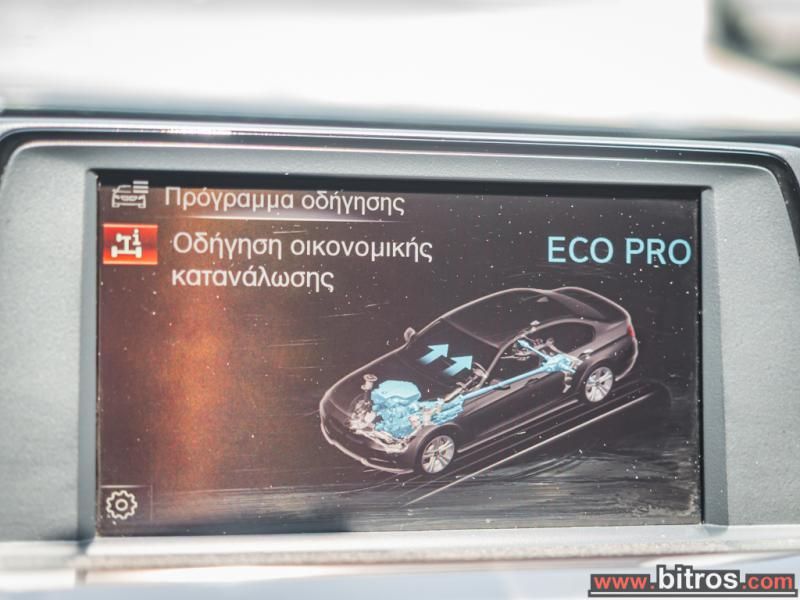 Πρόγραμμα οδήγησης
Οδήγηση οικονομικής
κατανάλωσης
ECO PRO
www.bitros.com